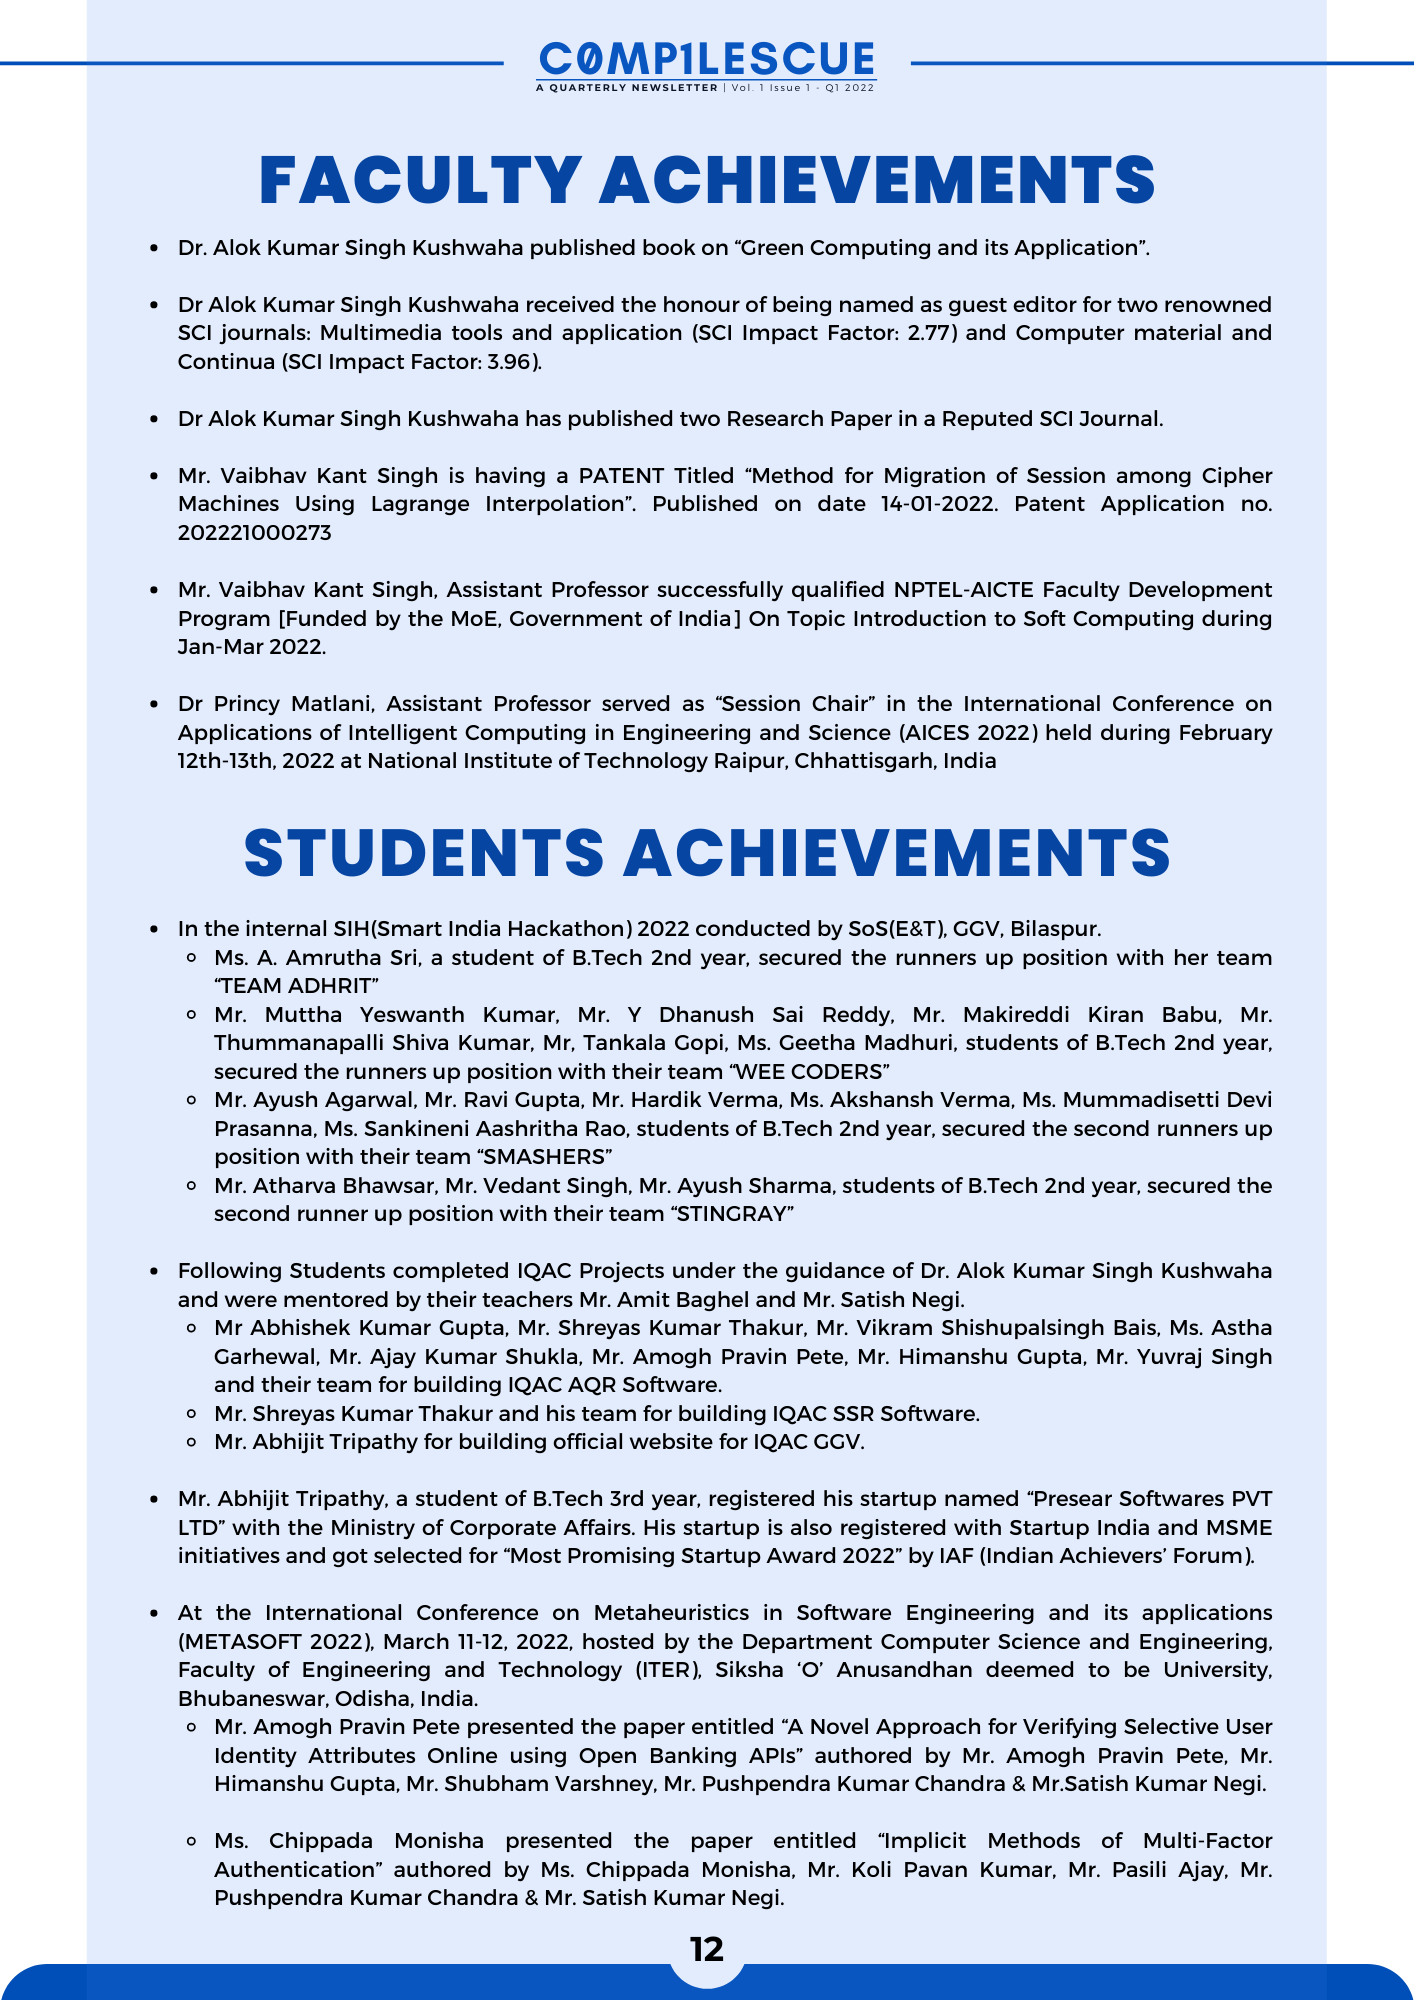 C0MP1LESCUE
A QUARTERLY NEWSLETTER | Vol. 1 Issue 1 - Q1 2022
FACULTY ACHIEVEMENTS
• Dr. Alok Kumar Singh Kushwaha published book on “Green Computing and its Application”.
• Dr Alok Kumar Singh Kushwaha received the honour of being named as guest editor for two renowned
SCI journals: Multimedia tools and application (SCI Impact Factor: 2.77) and Computer material and
Continua (SCI Impact Factor: 3.96).
• Dr Alok Kumar Singh Kushwaha has published two Research Paper in a Reputed SCI Journal.
• Mr. Vaibhav Kant Singh is having a PATENT Titled “Method for Migration of Session among Cipher
Machines Using Lagrange Interpolation”. Published on date 14-01-2022. Patent Application no.
202221000273
• Mr. Vaibhav Kant Singh, Assistant Professor successfully qualified NPTEL-AICTE Faculty Development
Program [Funded by the MoE, Government of India] On Topic Introduction to Soft Computing during
Jan-Mar 2022.
• Dr Princy Matlani, Assistant Professor served as “Session Chair” in the International Conference on
Applications of Intelligent Computing in Engineering and Science (AICES 2022) held during February
12th-13th, 2022 at National Institute of Technology Raipur, Chhattisgarh, India
STUDENTS ACHIEVEMENTS
• In the internal SIH(Smart India Hackathon) 2022 conducted by SoS(E&T), GGV, Bilaspur.
◦ Ms. A. Amrutha Sri, a student of B.Tech 2nd year, secured the runners up position with her team
“TEAM ADHRIT”
◦ Mr. Muttha Yeswanth Kumar, Mr. Y Dhanush Sai Reddy, Mr. Makireddi Kiran Babu, Mr.
Thummanapalli Shiva Kumar, Mr, Tankala Gopi, Ms. Geetha Madhuri, students of B.Tech 2nd year,
secured the runners up position with their team “WEE CODERS”
◦ Mr. Ayush Agarwal, Mr. Ravi Gupta, Mr. Hardik Verma, Ms. Akshansh Verma, Ms. Mummadisetti Devi
Prasanna, Ms. Sankineni Aashritha Rao, students of B.Tech 2nd year, secured the second runners up
position with their team “SMASHERS”
◦ Mr. Atharva Bhawsar, Mr. Vedant Singh, Mr. Ayush Sharma, students of B.Tech 2nd year, secured the
second runner up position with their team “STINGRAY”
• Following Students completed IQAC Projects under the guidance of Dr. Alok Kumar Singh Kushwaha
and were mentored by their teachers Mr. Amit Baghel and Mr. Satish Negi.
◦ Mr Abhishek Kumar Gupta, Mr. Shreyas Kumar Thakur, Mr. Vikram Shishupalsingh Bais, Ms. Astha
Garhewal, Mr. Ajay Kumar Shukla, Mr. Amogh Pravin Pete, Mr. Himanshu Gupta, Mr. Yuvraj Singh
and their team for building IQAC AQR Software.
◦ Mr. Shreyas Kumar Thakur and his team for building IQAC SSR Software.
◦ Mr. Abhijit Tripathy for building official website for IQAC GGV.
• Mr. Abhijit Tripathy, a student of B.Tech 3rd year, registered his startup named “Presear Softwares PVT
LTD” with the Ministry of Corporate Affairs. His startup is also registered with Startup India and MSME
initiatives and got selected for “Most Promising Startup Award 2022” by IAF (Indian Achievers’ Forum).
• At the International Conference on Metaheuristics in Software Engineering and its applications
(METASOFT 2022), March 11-12, 2022, hosted by the Department Computer Science and Engineering,
Faculty of Engineering and Technology (ITER), Siksha ‘O’ Anusandhan deemed to be University,
Bhubaneswar, Odisha, India.
◦ Mr. Amogh Pravin Pete presented the paper entitled “A Novel Approach for Verifying Selective User
Identity Attributes Online using Open Banking APIs” authored by Mr. Amogh Pravin Pete, Mr.
Himanshu Gupta, Mr. Shubham Varshney, Mr. Pushpendra Kumar Chandra & Mr.Satish Kumar Negi.
◦ Ms. Chippada Monisha presented the paper entitled “Implicit Methods of Multi-Factor
Authentication” authored by Ms. Chippada Monisha, Mr. Koli Pavan Kumar, Mr. Pasili Ajay, Mr.
Pushpendra Kumar Chandra & Mr. Satish Kumar Negi.
12